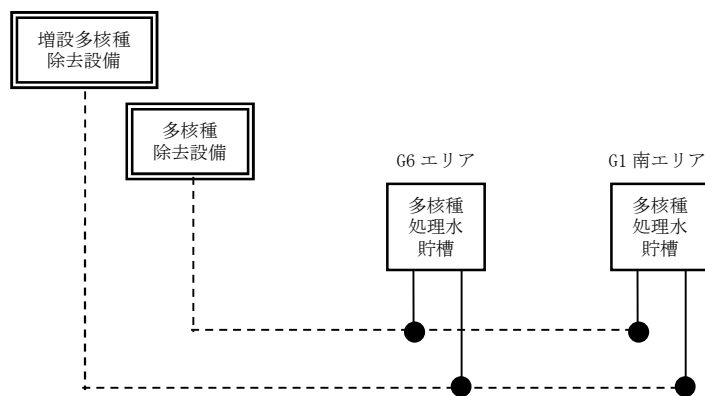 増設多核種
除去設備
多核種
除去設備
G6 エリア
G1 南エリア
多核種
処理水
貯槽
多核種
処理水
貯槽